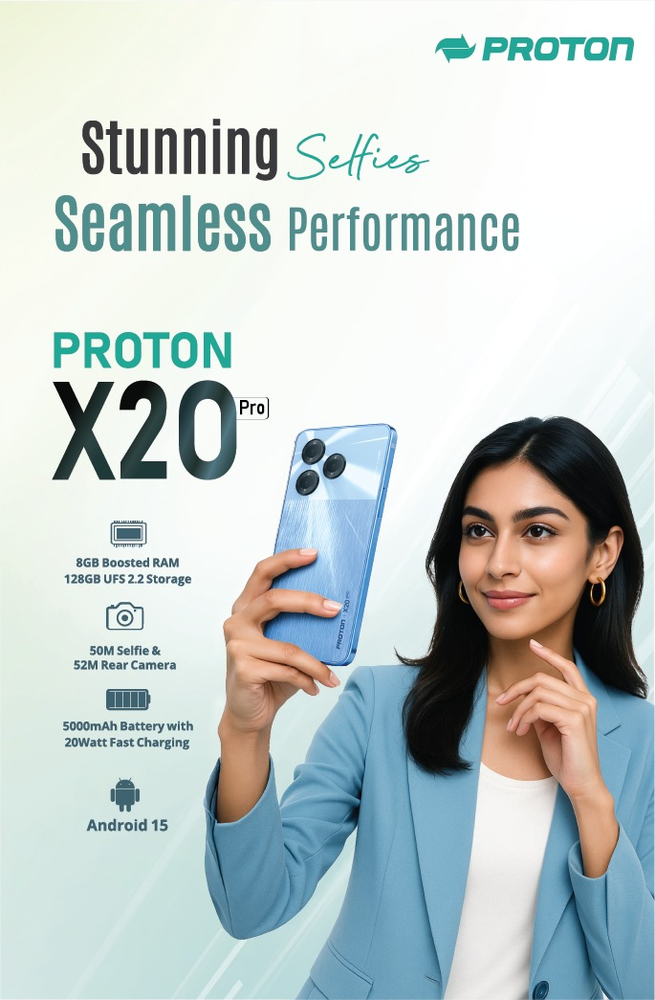 PROTON
Stunning Selfies
Seamless Performance
PROTON
X20 Pro
PROTON X20
8GB Boosted RAM
128GB UFS 2.2 Storage
50M Selfie &
52M Rear Camera
5000mAh Battery with
20Watt Fast Charging
Android 15